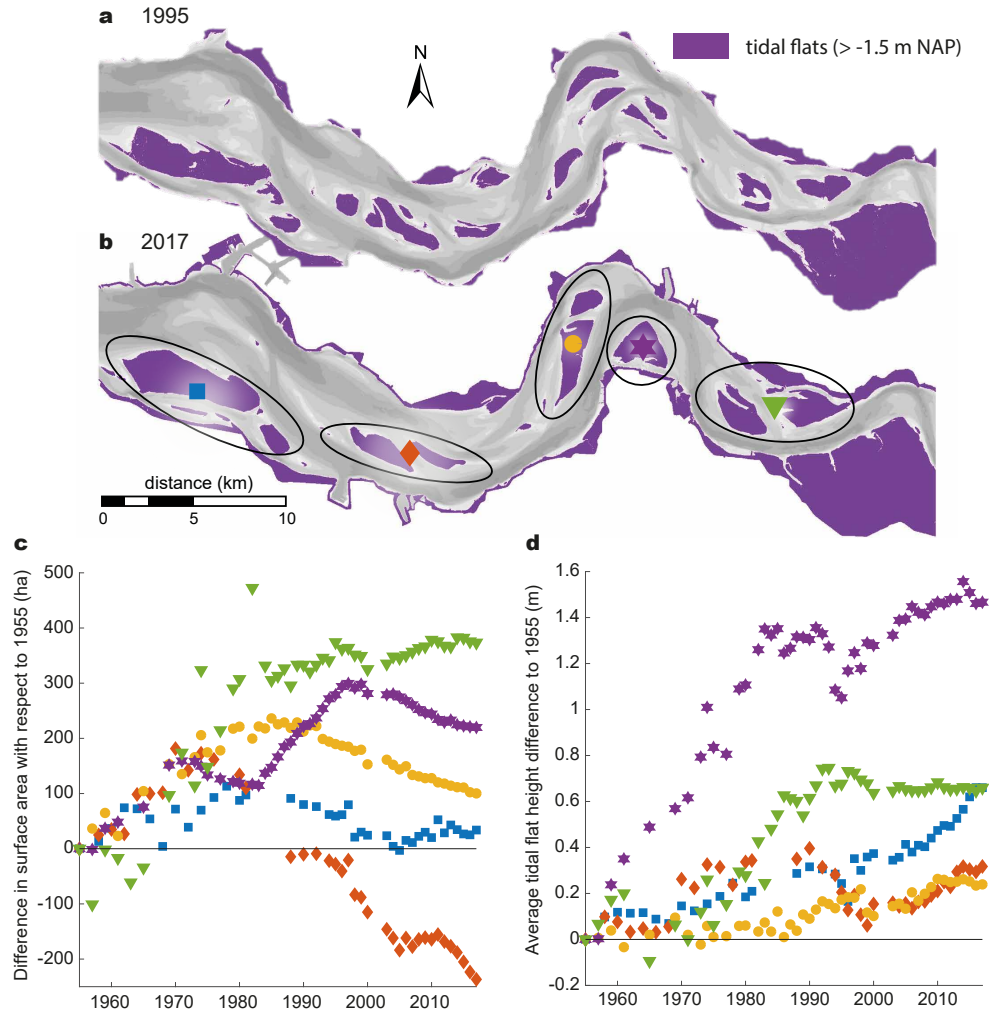 a 1995
N
tidal flats (> -1.5 m NAP)
b 2017
distance (km)
0 5 10
c
Difference in surface area with respect to 1955 (ha)
500
400
300
200
100
0
-100
-200
1960 1970 1980 1990 2000 2010
d
Average tidal flat height difference to 1955 (m)
1.6
1.4
1.2
1
0.8
0.6
0.4
0.2
0
-0.2
1960 1970 1980 1990 2000 2010